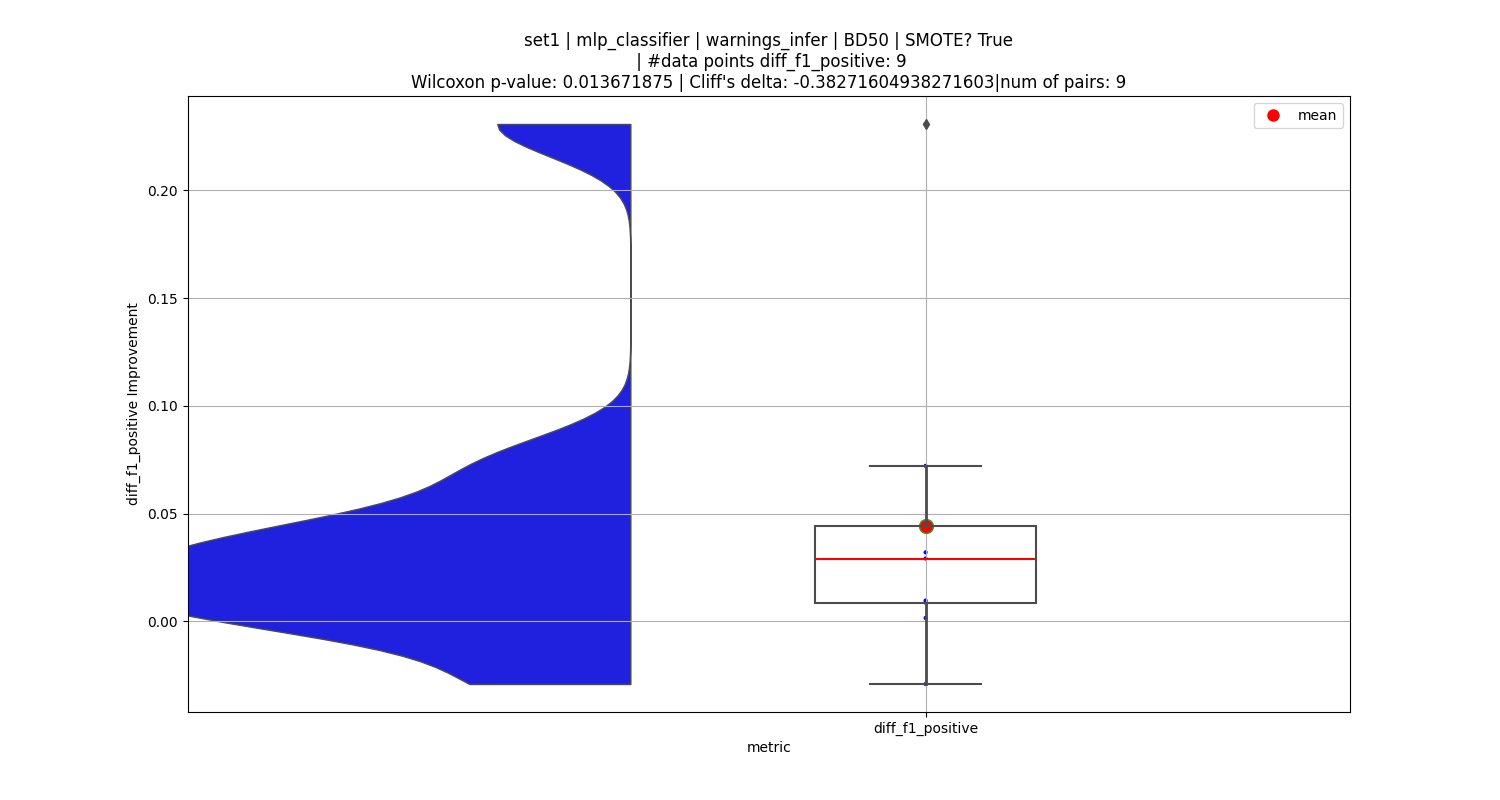 set1 | mlp_classifier | warnings_infer | BD50 | SMOTE? True
| #data points diff_f1_positive: 9
Wilcoxon p-value: 0.013671875 | Cliff's delta: -0.38271604938271603|num of pairs: 9
mean
0.20
0.15
0.10
0.05
0.00
diff_f1_positive Improvement
diff_f1_positive
metric